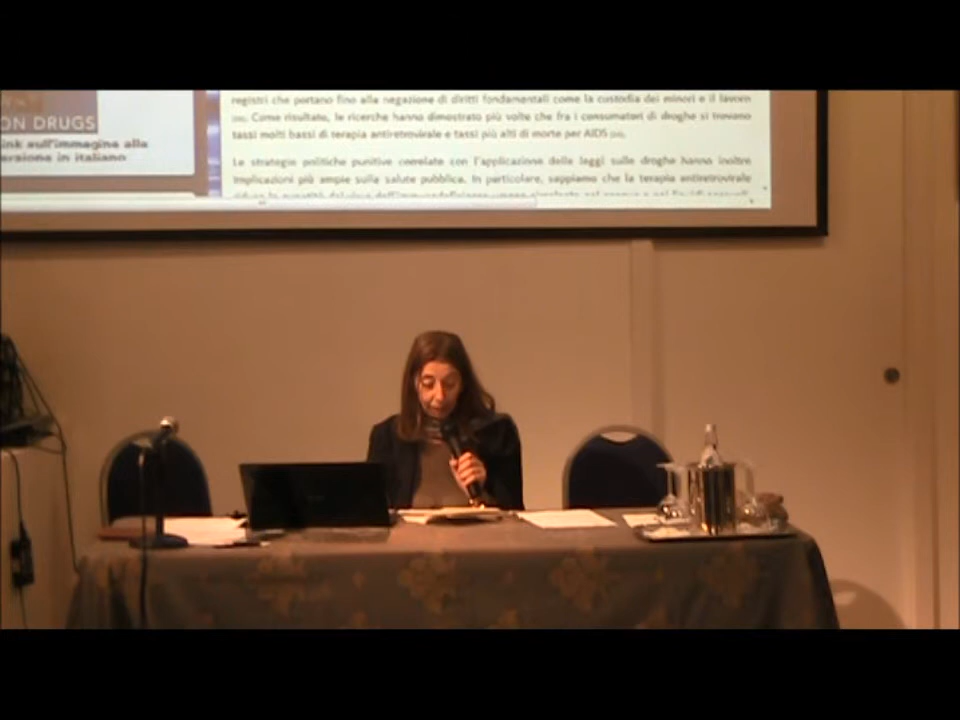 ON DRUGS
link sull'immagine alla
versione in italiano
registri che portano fino alla negazione di diritti fondamentali come la custodia dei minori e il lavoro
Come risultato, le ricerche hanno dimostrato più volte che fra i consumatori di droghe si trovano
tassi molti bassi di terapia antiretrovirale e tassi più alti di morte per AIDS
Le strategie politiche punitive correlate con l'applicazione delle leggi sulle droghe hanno inoltre
implicazioni più ampie sulla salute pubblica. In particolare, sappiamo che la terapia antiretrovirale